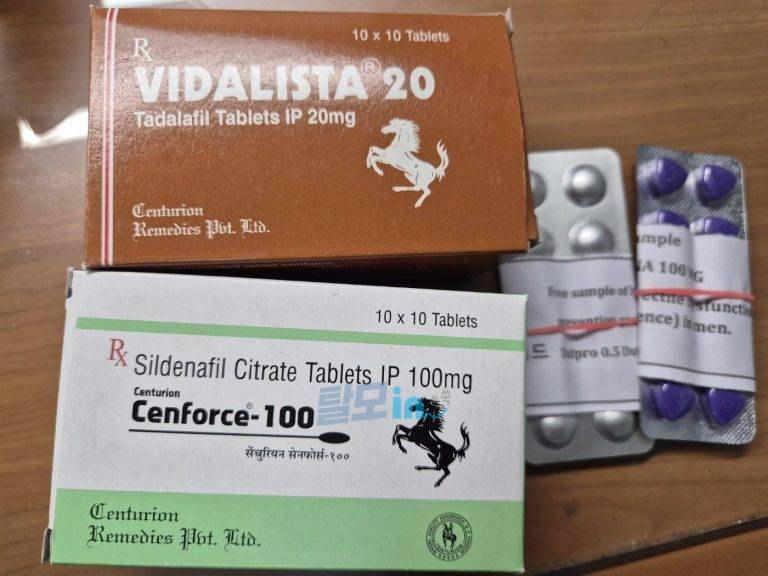 10 x 10 Tablets
Rx
VIDALISTA® 20
Tadalafil Tablets IP 20mg
Centurion
Remedies Pvt. Ltd.
10 x 10 Tablets
Rx Sildenafil Citrate Tablets IP 100mg
Centurion
Cenforce®-100
सेंचुरियन सेनफोर्स-१००
Centurion
Remedies Pvt. Ltd.
탈모in
Free sample of
Dutpro 0.5
100
in men.